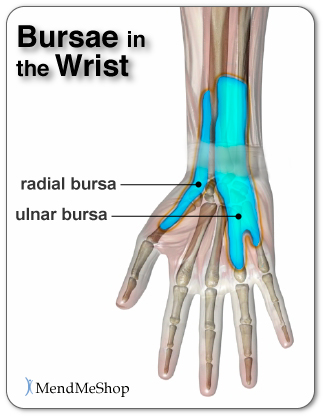 Bursae in
the Wrist
radial bursa
ulnar bursa
MendMeShop